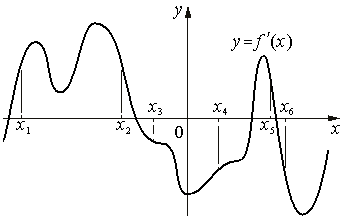 y
y = f ′(x)
x₃ x₄ x₆
x₁ x₂ 0 x₅ x